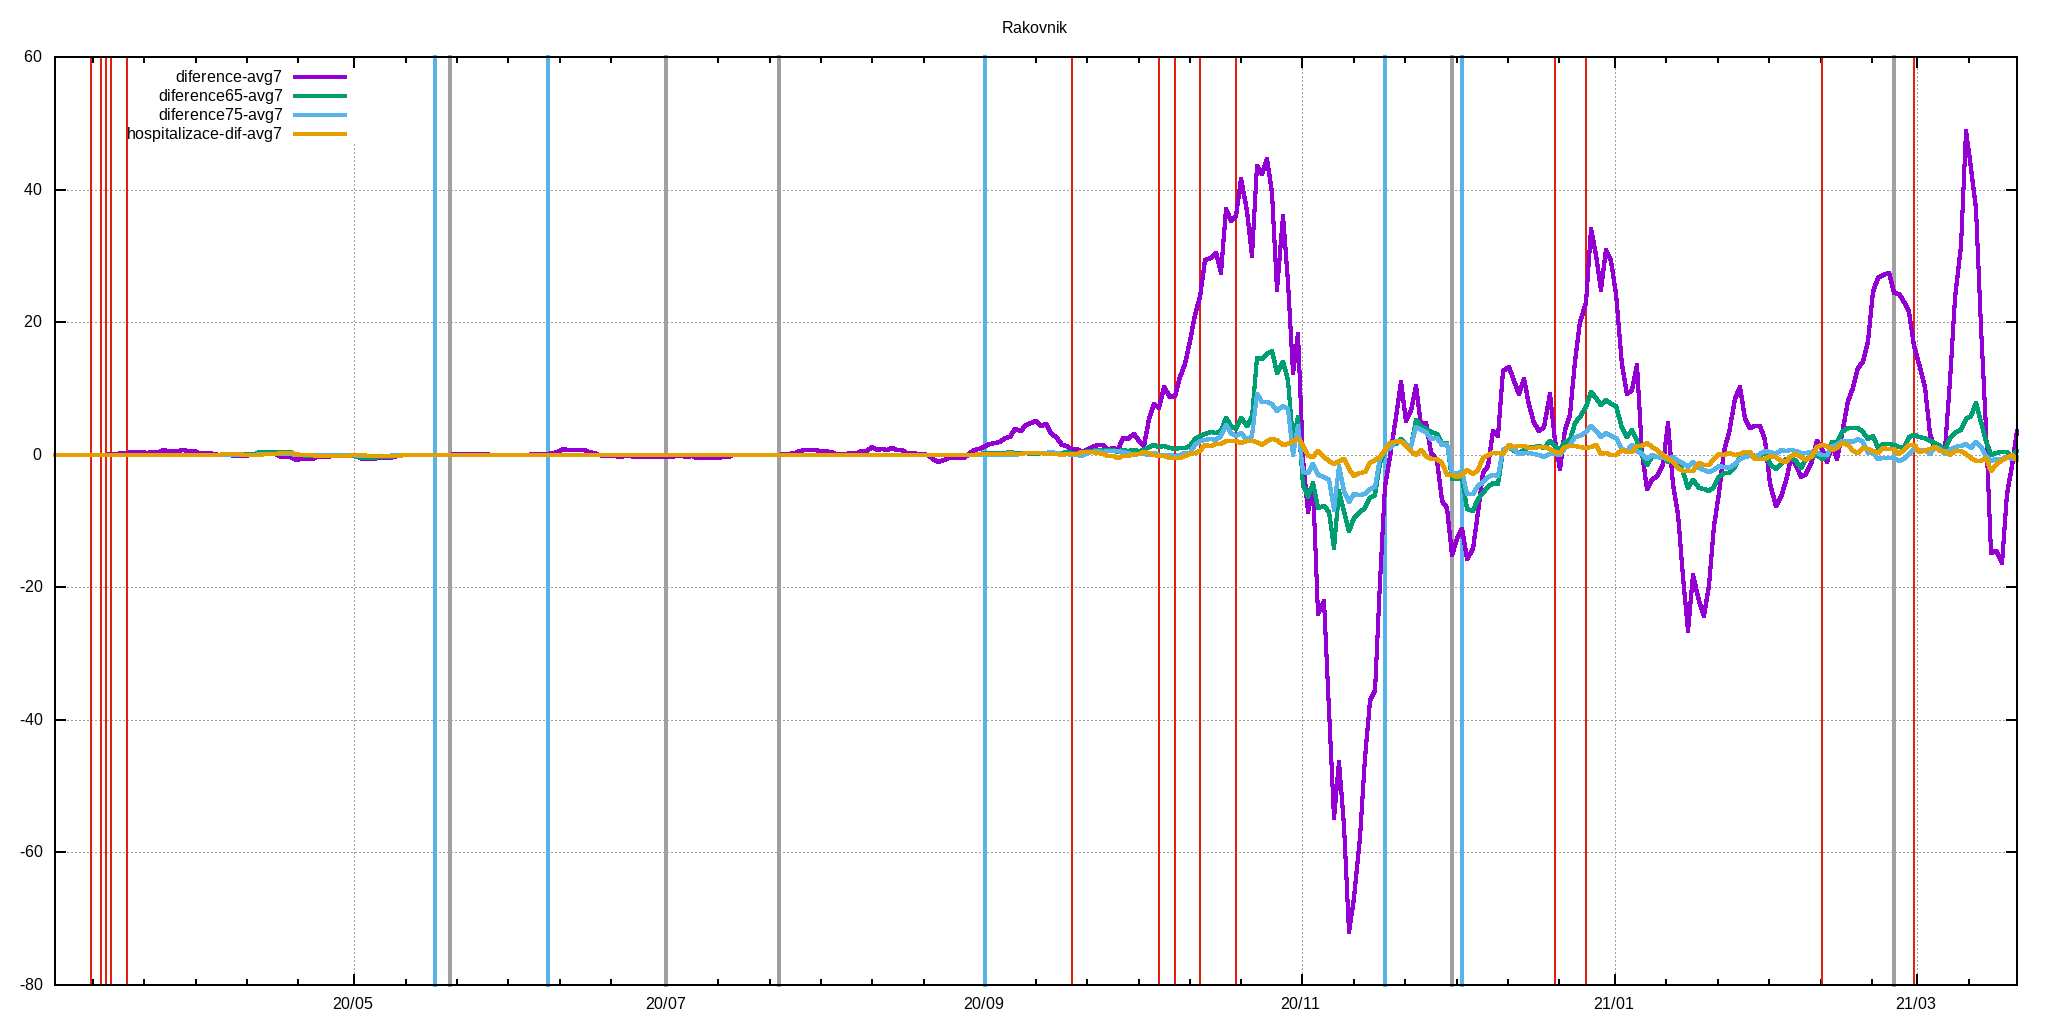 Rakovnik
60
diference-avg7
diference65-avg7
diference75-avg7
hospitalizace-dif-avg7
40
20
0
-20
-40
-60
-80
20/05
20/07
20/09
20/11
21/01
21/03